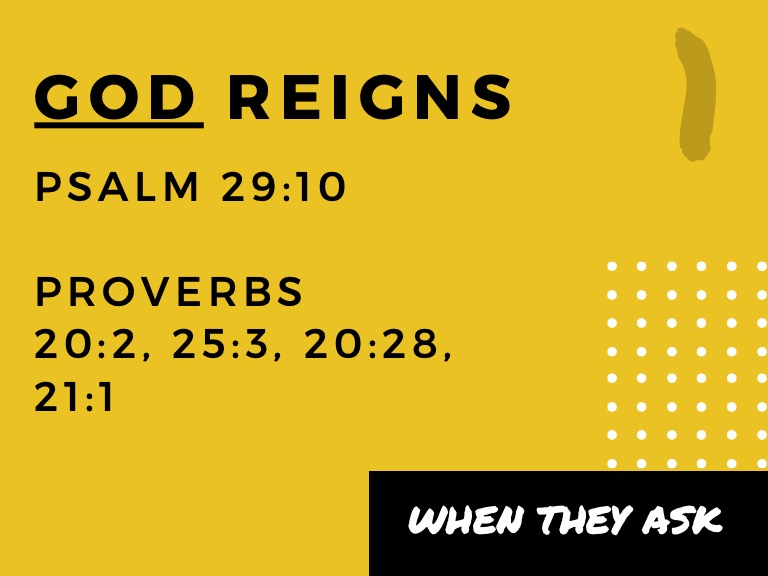 GOD REIGNS
PSALM 29:10
PROVERBS
20:2, 25:3, 20:28,
21:1
WHEN THEY ASK